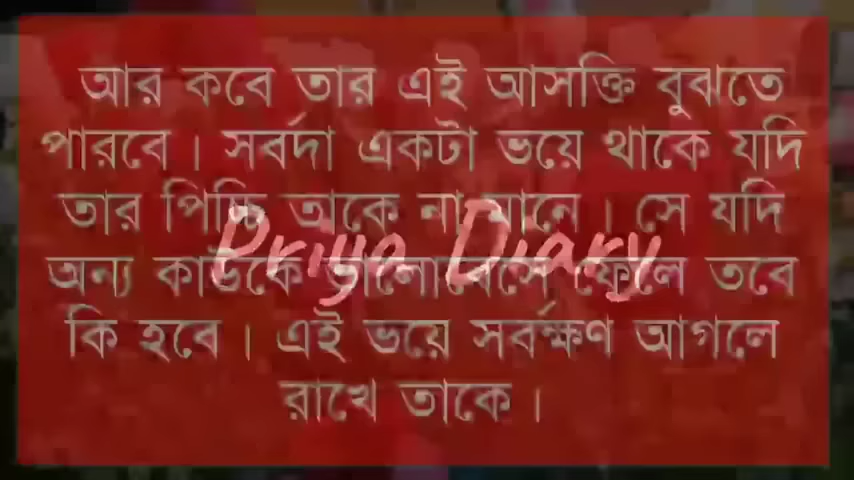 আর কবে তার এই আসক্তি বুঝতে
পারবে। সর্বদা একটা ভয়ে থাকে যদি
তার পিচ্চি তাকে না মানে। সে যদি
Priya Diary
অন্য কাউকে ভালোবেসে ফেলে তবে
কি হবে। এই ভয়ে সর্বক্ষণ আগলে
রাখে তাকে।